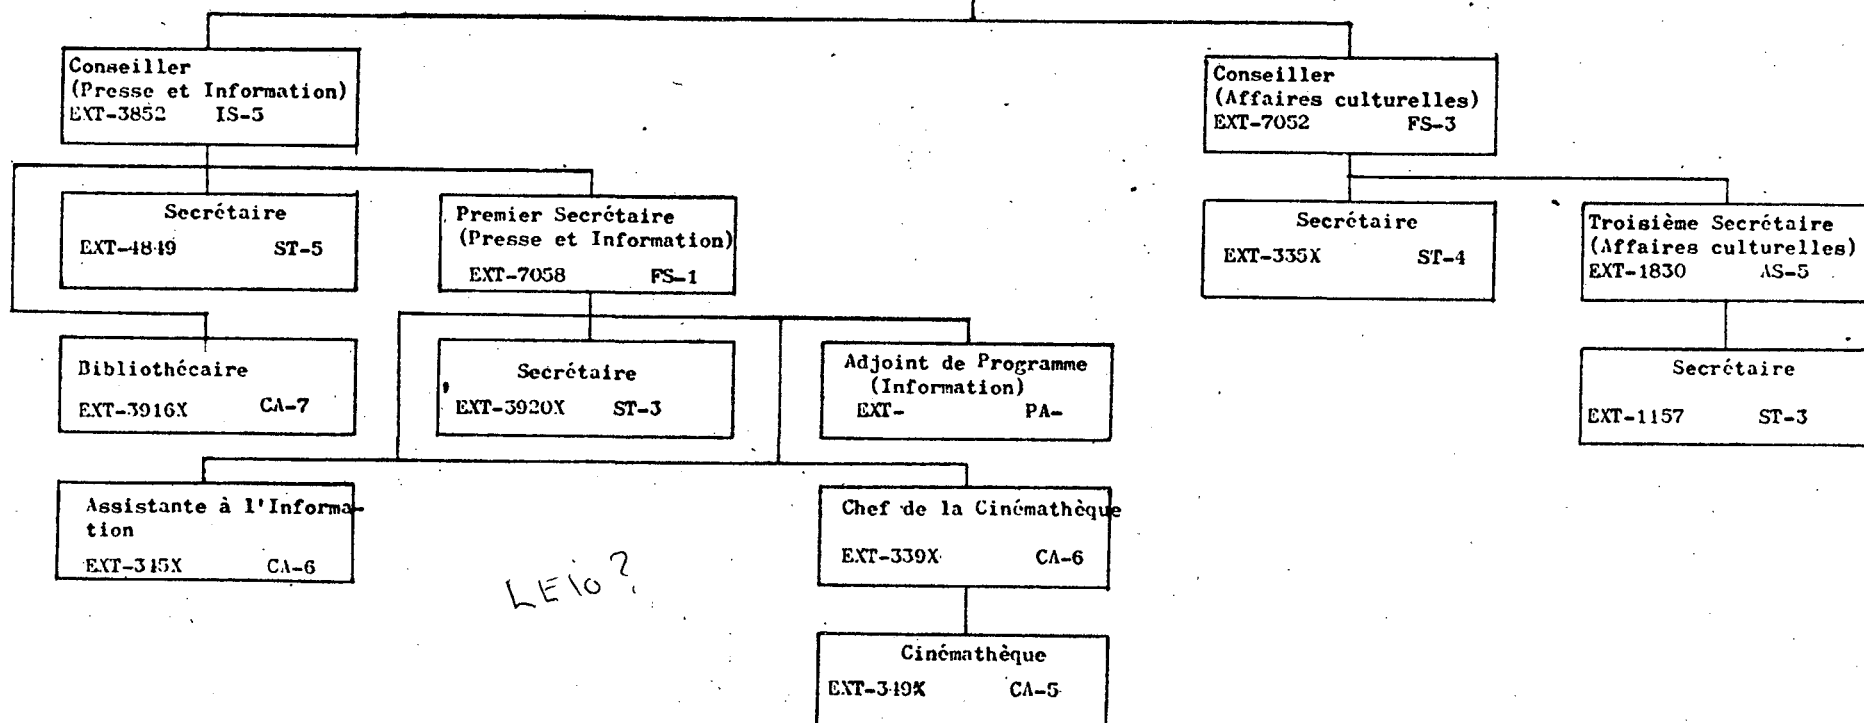 Conseiller
(Presse et Information)
EXT-3852 IS-5
Conseiller
(Affaires culturelles)
EXT-7052 FS-3
Secrétaire
EXT-4849 ST-5
Premier Secrétaire
(Presse et Information)
EXT-7058 FS-1
Secrétaire
EXT-335X ST-4
Troisième Secrétaire
(Affaires culturelles)
EXT-1830 AS-5
Bibliothécaire
EXT-3916X CA-7
Secrétaire
EXT-3920X ST-3
Adjoint de Programme
(Information)
EXT- PA-
Secrétaire
EXT-1157 ST-3
Assistante à l'Informa-
tion
EXT-345X CA-6
Chef de la Cinémathèque
EXT-339X CA-6
Cinémathèque
EXT-349X CA-5